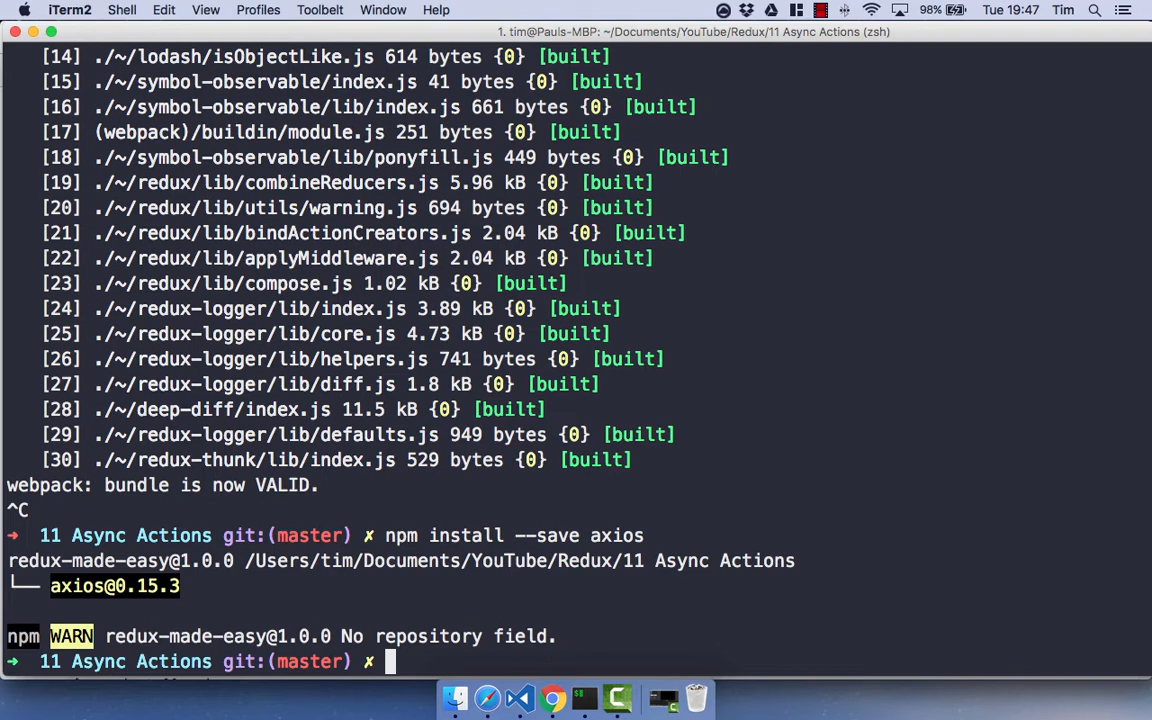 iTerm2 Shell Edit View Profiles Toolbelt Window Help 98% Tue 19:47 Tim
1. tim@Pauls-MBP: ~/Documents/YouTube/Redux/11 Async Actions (zsh)
[14] ./~/lodash/isObjectLike.js 614 bytes {0} [built]
[15] ./~/symbol-observable/index.js 41 bytes {0} [built]
[16] ./~/symbol-observable/lib/index.js 661 bytes {0} [built]
[17] (webpack)/buildin/module.js 251 bytes {0} [built]
[18] ./~/symbol-observable/lib/ponyfill.js 449 bytes {0} [built]
[19] ./~/redux/lib/combineReducers.js 5.96 kB {0} [built]
[20] ./~/redux/lib/utils/warning.js 694 bytes {0} [built]
[21] ./~/redux/lib/bindActionCreators.js 2.04 kB {0} [built]
[22] ./~/redux/lib/applyMiddleware.js 2.04 kB {0} [built]
[23] ./~/redux/lib/compose.js 1.02 kB {0} [built]
[24] ./~/redux-logger/lib/index.js 3.89 kB {0} [built]
[25] ./~/redux-logger/lib/core.js 4.73 kB {0} [built]
[26] ./~/redux-logger/lib/helpers.js 741 bytes {0} [built]
[27] ./~/redux-logger/lib/diff.js 1.8 kB {0} [built]
[28] ./~/deep-diff/index.js 11.5 kB {0} [built]
[29] ./~/redux-logger/lib/defaults.js 949 bytes {0} [built]
[30] ./~/redux-thunk/lib/index.js 529 bytes {0} [built]
webpack: bundle is now VALID.
^C
➜ 11 Async Actions git:(master) ✗ npm install --save axios
redux-made-easy@1.0.0 /Users/tim/Documents/YouTube/Redux/11 Async Actions
└── axios@0.15.3
npm WARN redux-made-easy@1.0.0 No repository field.
➜ 11 Async Actions git:(master) ✗